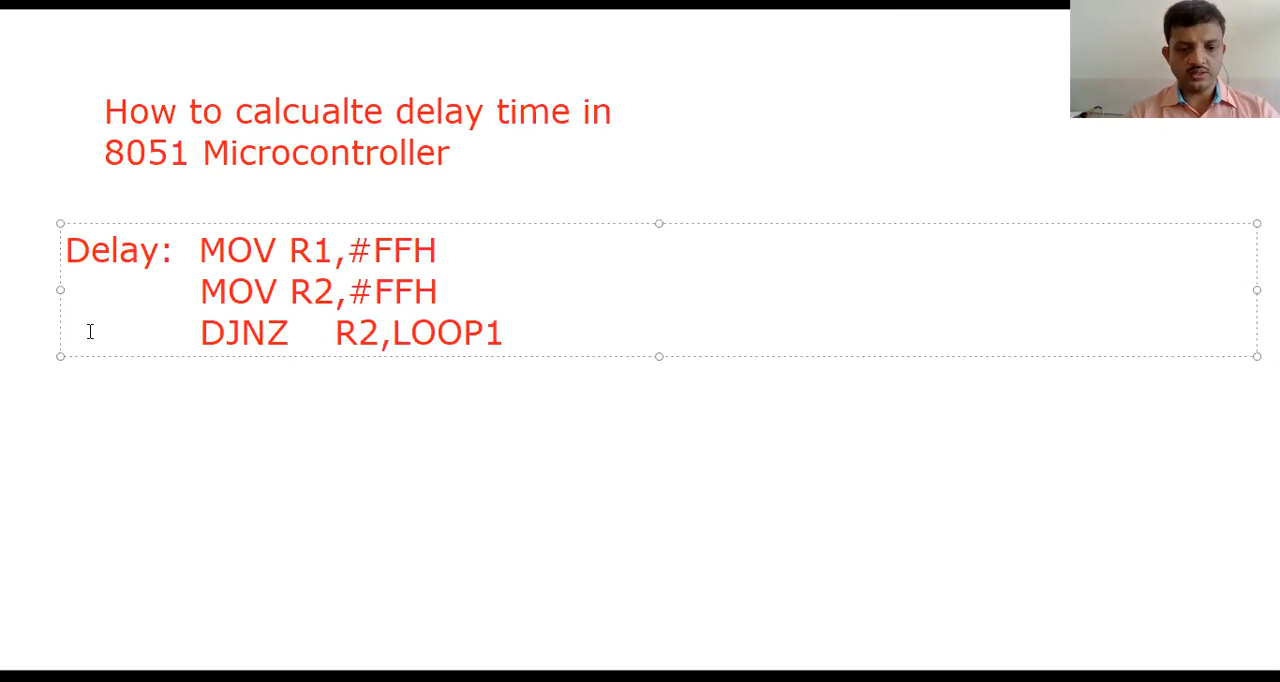 How to calcualte delay time in
8051 Microcontroller
Delay: MOV R1,#FFH
MOV R2,#FFH
DJNZ R2,LOOP1